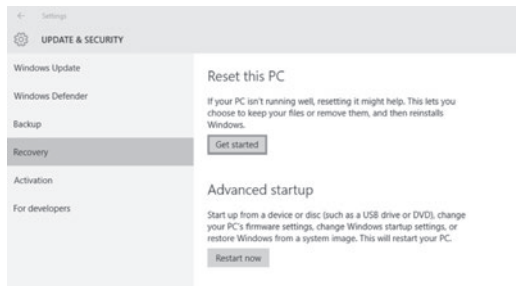 Settings
UPDATE & SECURITY
Windows Update
Windows Defender
Backup
Recovery
Activation
For developers
Reset this PC
If your PC isn't running well, resetting it might help. This lets you
choose to keep your files or remove them, and then reinstalls
Windows.
Get started
Advanced startup
Start up from a device or disc (such as a USB drive or DVD), change
your PC's firmware settings, change Windows startup settings, or
restore Windows from a system image. This will restart your PC.
Restart now